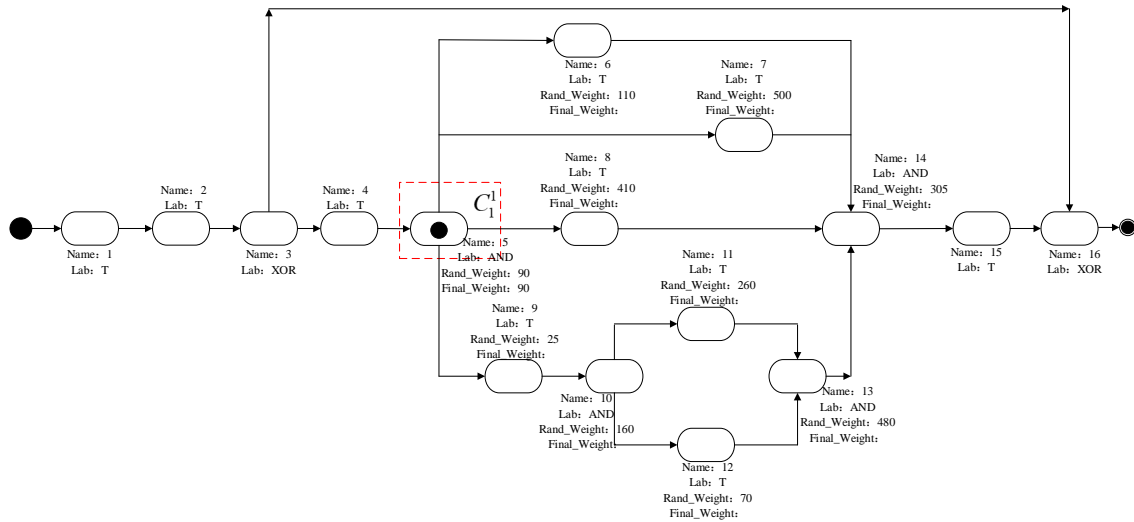 Name：6
Lab：T
Rand_Weight：110
Final_Weight：
Name：7
Lab：T
Rand_Weight：500
Final_Weight：
Name：8
Lab：T
Rand_Weight：410
Final_Weight：
Name：14
Lab：AND
Rand_Weight：305
Final_Weight：
Name：2
Lab：T
Name：4
Lab：T
C₁¹
Name：1
Lab：T
Name：3
Lab：XOR
Name：5
Lab：AND
Rand_Weight：90
Final_Weight：90
Name：15
Lab：T
Name：16
Lab：XOR
Name：11
Lab：T
Rand_Weight：260
Final_Weight：
Name：9
Lab：T
Rand_Weight：25
Final_Weight：
Name：10
Lab：AND
Rand_Weight：160
Final_Weight：
Name：13
Lab：AND
Rand_Weight：480
Final_Weight：
Name：12
Lab：T
Rand_Weight：70
Final_Weight：